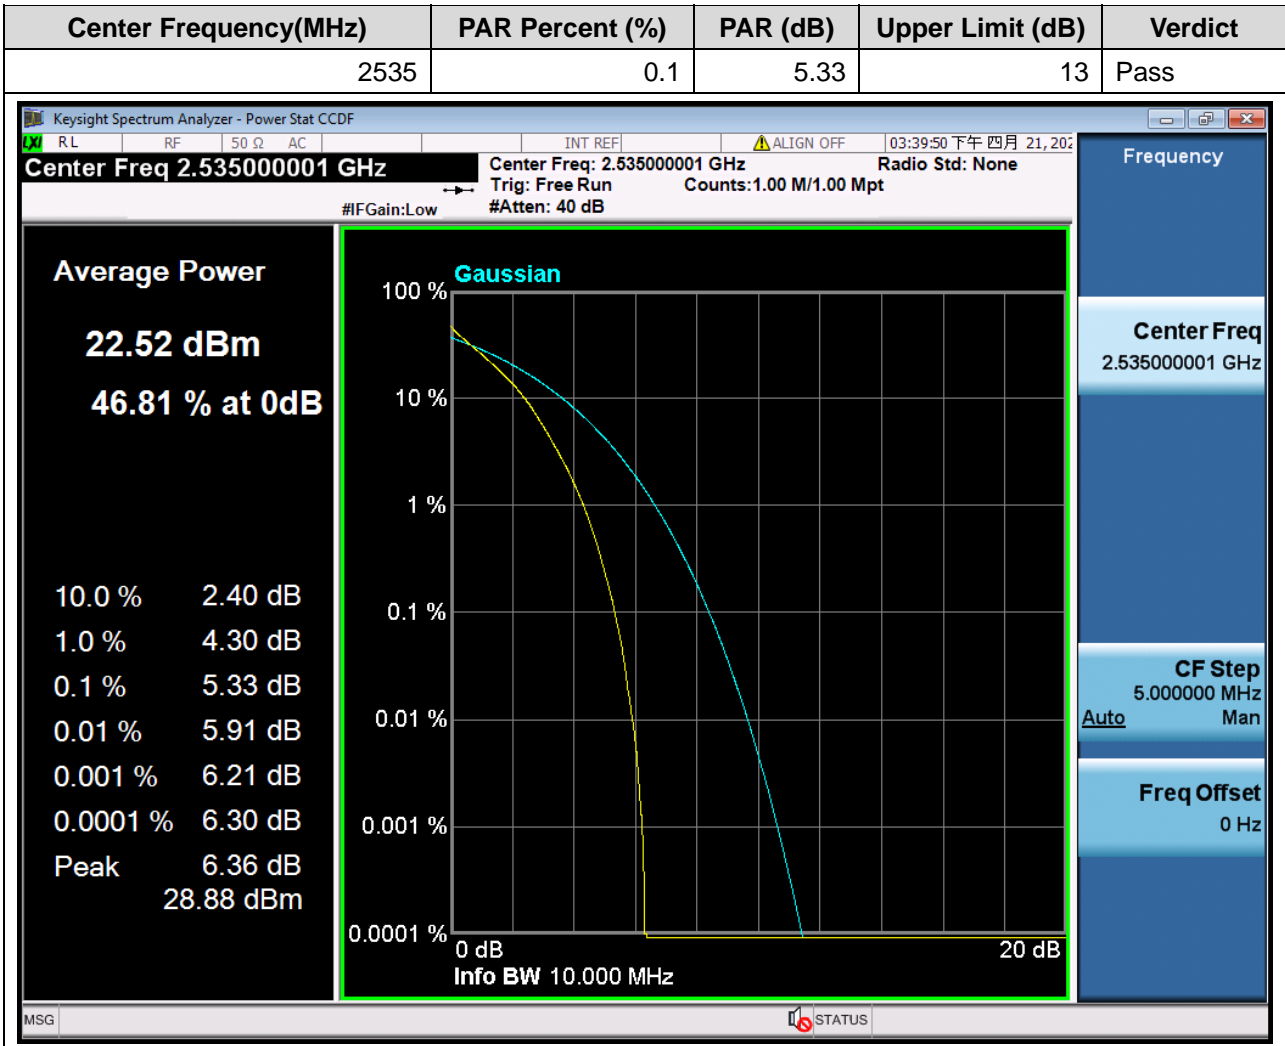 Center Frequency(MHz) PAR Percent (%) PAR (dB) Upper Limit (dB) Verdict
2535 0.1 5.33 13 Pass
Keysight Spectrum Analyzer - Power Stat CCDF
LXI RL RF 50 Ω AC INT REF ALIGN OFF 03:39:50 下午 四月 21, 202
Center Freq 2.535000001 GHz
#IFGain:Low
Center Freq: 2.535000001 GHz Radio Std: None
Trig: Free Run Counts:1.00 M/1.00 Mpt
#Atten: 40 dB
Average Power
22.52 dBm
46.81 % at 0dB
10.0 % 2.40 dB
1.0 % 4.30 dB
0.1 % 5.33 dB
0.01 % 5.91 dB
0.001 % 6.21 dB
0.0001 % 6.30 dB
Peak 6.36 dB
28.88 dBm
Gaussian
100 %
10 %
1 %
0.1 %
0.01 %
0.001 %
0.0001 %
0 dB 20 dB
Info BW 10.000 MHz
Frequency
Center Freq
2.535000001 GHz
CF Step
5.000000 MHz
Auto Man
Freq Offset
0 Hz
MSG STATUS